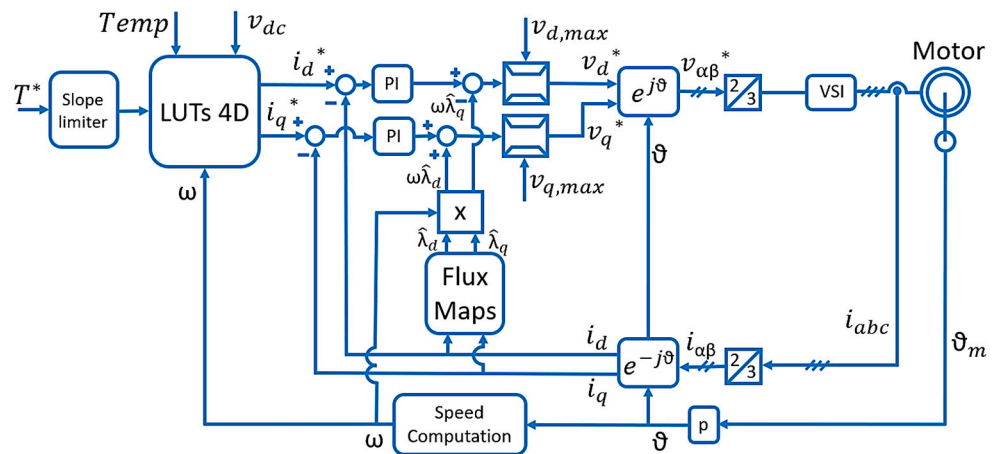 Temp
v_dc
T*
Slope
limiter
LUTs 4D
i_d*
i_q*
+
−
+
−
PI
PI
+
−
+
+
ωλ̂_q
ωλ̂_d
v_d,max
v_q,max
v_d*
v_q*
e^jϑ
v_αβ*
2
3
VSI
Motor
ω
x
λ̂_d
λ̂_q
Flux
Maps
ϑ
i_d
i_q
e^−jϑ
i_αβ
2
3
i_abc
ϑ_m
ω
Speed
Computation
ϑ
p